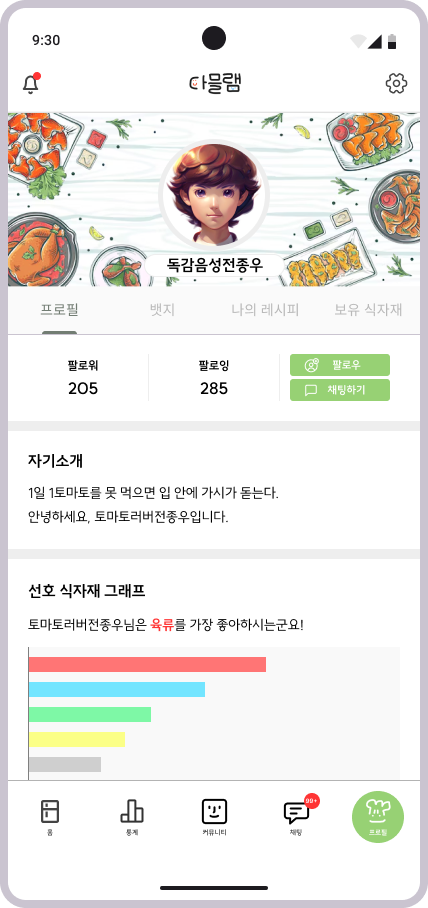 9:30
다믈랩
독감음성전종우
프로필 뱃지 나의 레시피 보유 식자재
팔로워 팔로잉 팔로우
205 285 채팅하기
자기소개
1일 1토마토를 못 먹으면 입 안에 가시가 돋는다.
안녕하세요, 토마토러버전종우입니다.
선호 식자재 그래프
토마토러버전종우님은 육류를 가장 좋아하시는군요!
99+
홈 통계 커뮤니티 채팅 프로필